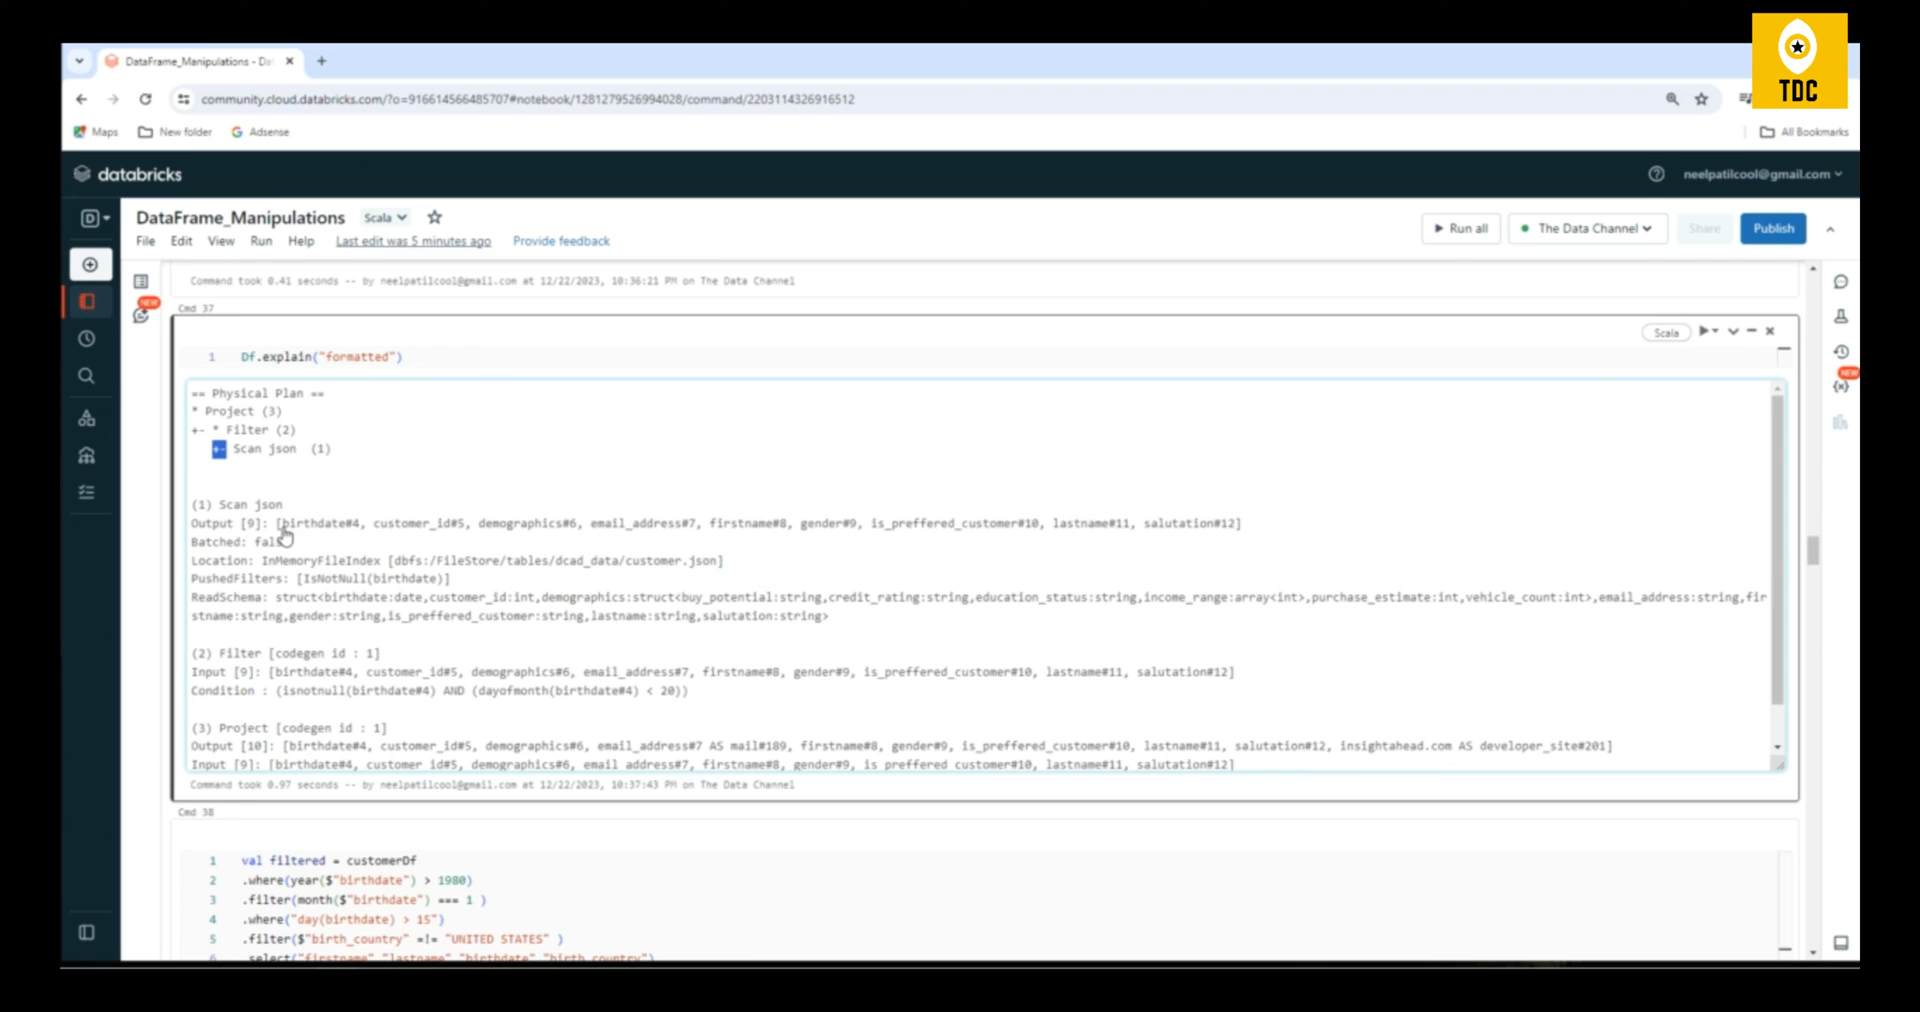 TDC
DataFrame_Manipulations - Da
community.cloud.databricks.com/?o=916614566485707#notebook/1281279526994028/command/2203114326916512
Maps New folder Adsense All Bookmarks
databricks neelpatilcool@gmail.com
D DataFrame_Manipulations Scala Run all The Data Channel Share Publish
File Edit View Run Help Last edit was 5 minutes ago Provide feedback
Command took 0.41 seconds -- by neelpatilcool@gmail.com at 12/22/2023, 10:36:21 PM on The Data Channel
NEW
Cmd 37
Scala
1 Df.explain("formatted")
NEW
== Physical Plan ==
* Project (3)
+- * Filter (2)
+- Scan json (1)
(1) Scan json
Output [9]: [birthdate#4, customer_id#5, demographics#6, email_address#7, firstname#8, gender#9, is_preffered_customer#10, lastname#11, salutation#12]
Batched: fal
Location: InMemoryFileIndex [dbfs:/FileStore/tables/dcad_data/customer.json]
PushedFilters: [IsNotNull(birthdate)]
ReadSchema: struct<birthdate:date,customer_id:int,demographics:struct<buy_potential:string,credit_rating:string,education_status:string,income_range:array<int>,purchase_estimate:int,vehicle_count:int>,email_address:string,fir
stname:string,gender:string,is_preffered_customer:string,lastname:string,salutation:string>
(2) Filter [codegen id : 1]
Input [9]: [birthdate#4, customer_id#5, demographics#6, email_address#7, firstname#8, gender#9, is_preffered_customer#10, lastname#11, salutation#12]
Condition : (isnotnull(birthdate#4) AND (dayofmonth(birthdate#4) < 20))
(3) Project [codegen id : 1]
Output [10]: [birthdate#4, customer_id#5, demographics#6, email_address#7 AS mail#189, firstname#8, gender#9, is_preffered_customer#10, lastname#11, salutation#12, insightahead.com AS developer_site#201]
Input [9]: [birthdate#4, customer_id#5, demographics#6, email_address#7, firstname#8, gender#9, is_preffered_customer#10, lastname#11, salutation#12]
Command took 0.97 seconds -- by neelpatilcool@gmail.com at 12/22/2023, 10:37:43 PM on The Data Channel
Cmd 38
1 val filtered = customerDf
2 .where(year($"birthdate") > 1980)
3 .filter(month($"birthdate") === 1 )
4 .where("day(birthdate) > 15")
5 .filter($"birth_country" =!= "UNITED STATES" )
6 .select("firstname","lastname","birthdate","birth_country")